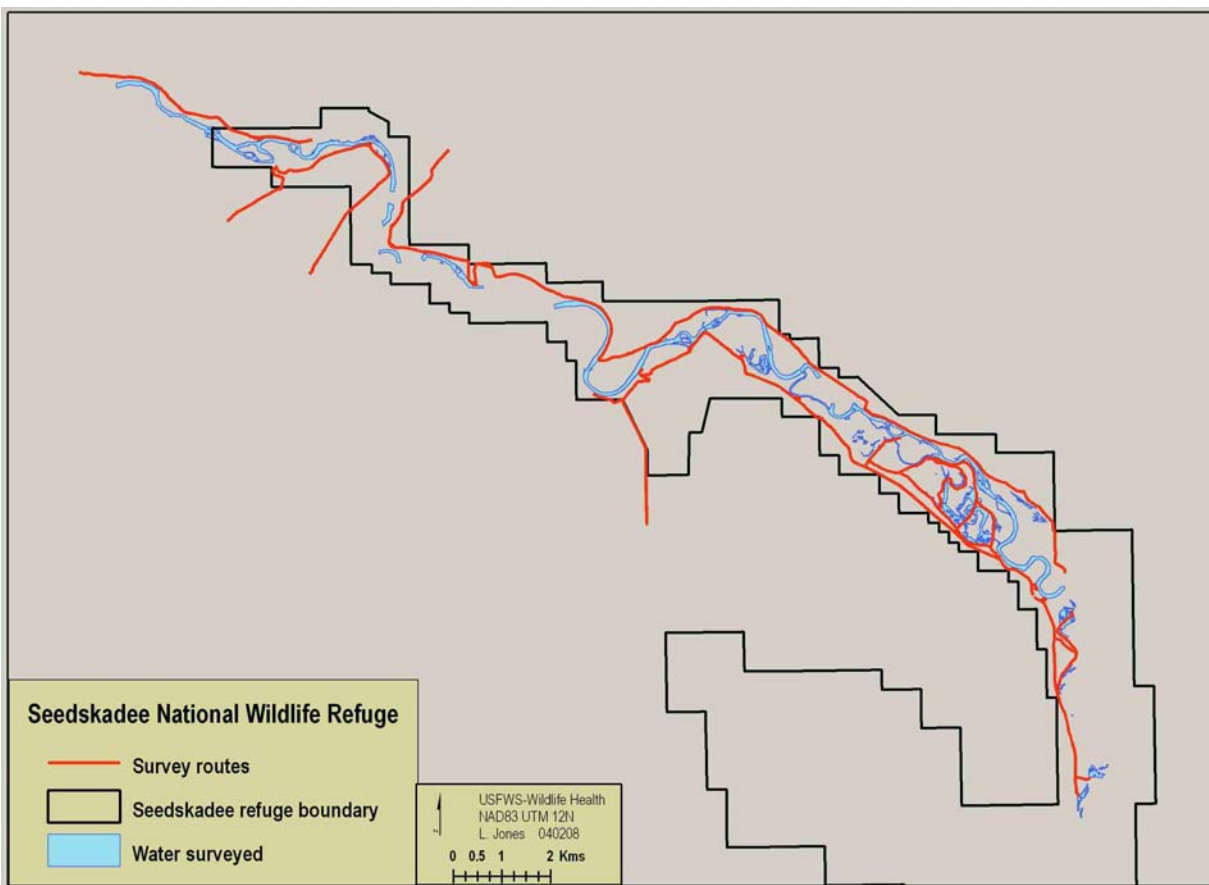 Seedskadee National Wildlife Refuge
Survey routes
Seedskadee refuge boundary
Water surveyed
USFWS-Wildlife Health
NAD83 UTM 12N
L. Jones 040208
N
0 0.5 1 2 Kms